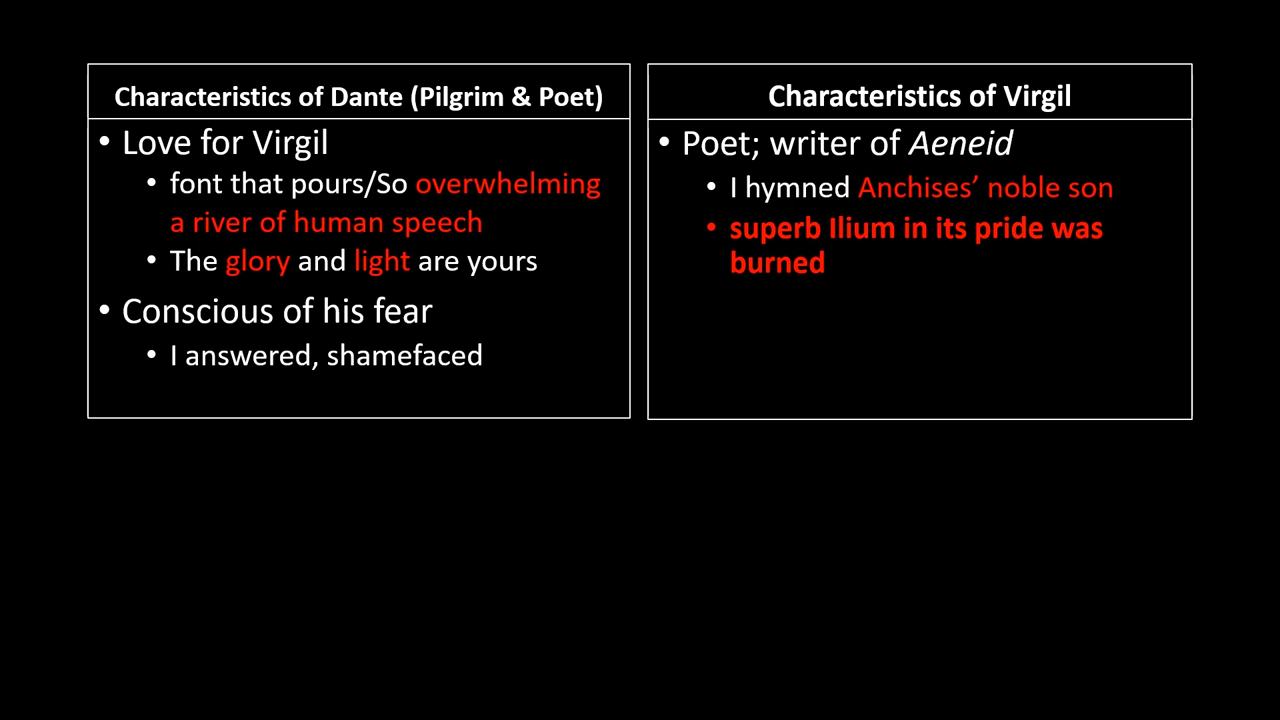 Characteristics of Dante (Pilgrim & Poet)
• Love for Virgil
• font that pours/So overwhelming
a river of human speech
• The glory and light are yours
• Conscious of his fear
• I answered, shamefaced
Characteristics of Virgil
• Poet; writer of Aeneid
• I hymned Anchises’ noble son
• superb Ilium in its pride was
burned